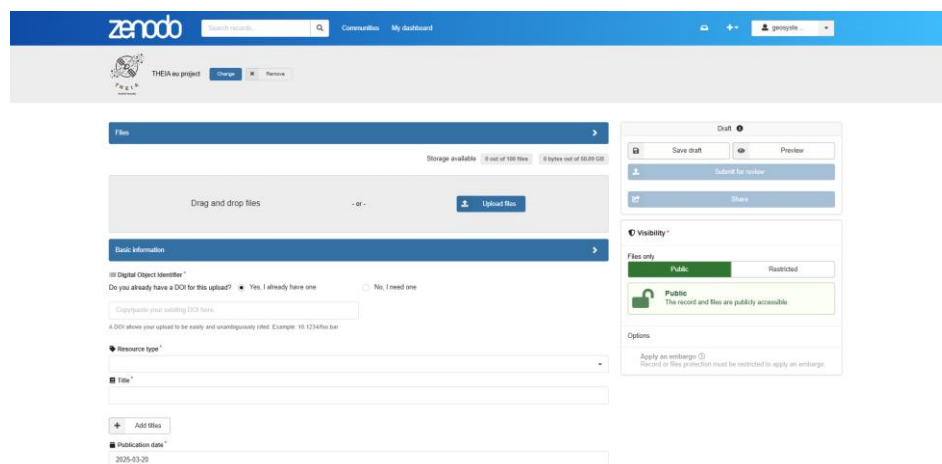 zenodo
Search records...
Communities My dashboard
geosyste...
THEIA
THEIA eu project Change Remove
Files
Storage available 0 out of 100 files 0 bytes out of 50.00 GB
Drag and drop files - or - Upload files
Basic information
Digital Object Identifier *
Do you already have a DOI for this upload? Yes, I already have one No, I need one
Copy/paste your existing DOI here...
A DOI allows your upload to be easily and unambiguously cited. Example: 10.1234/foo.bar
Resource type *
Title *
Add titles
Publication date *
2025-03-20
Draft
Save draft Preview
Submit for review
Share
Visibility *
Files only
Public Restricted
Public
The record and files are publicly accessible.
Options
Apply an embargo
Record or files protection must be restricted to apply an embargo.